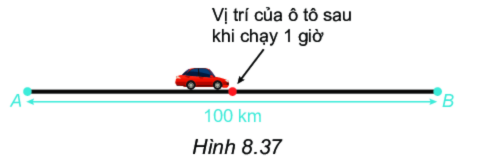 Vị trí của ô tô sau
khi chạy 1 giờ
A
B
100 km
Hình 8.37